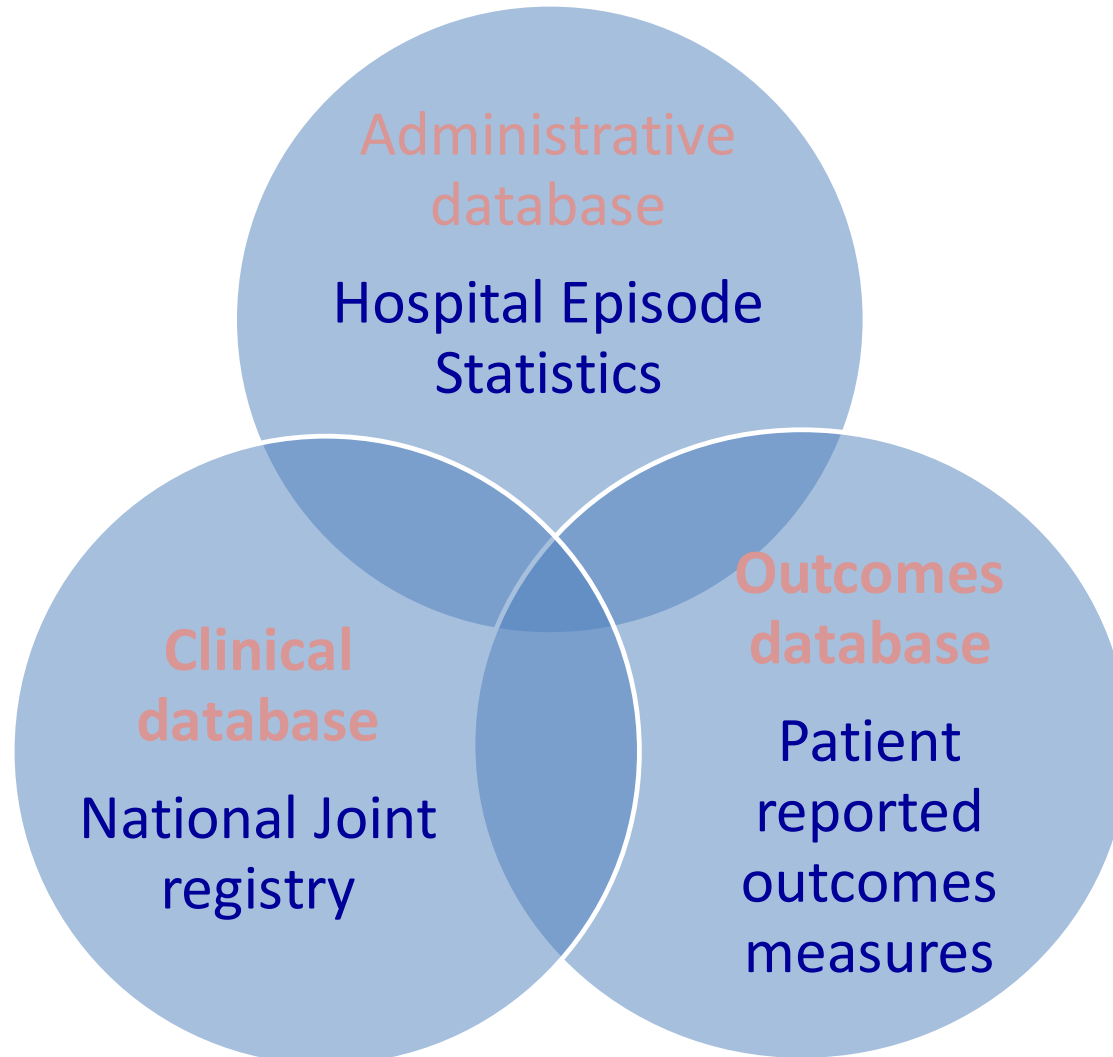 Administrative
database
Hospital Episode
Statistics
Clinical
database
National Joint
registry
Outcomes
database
Patient
reported
outcomes
measures